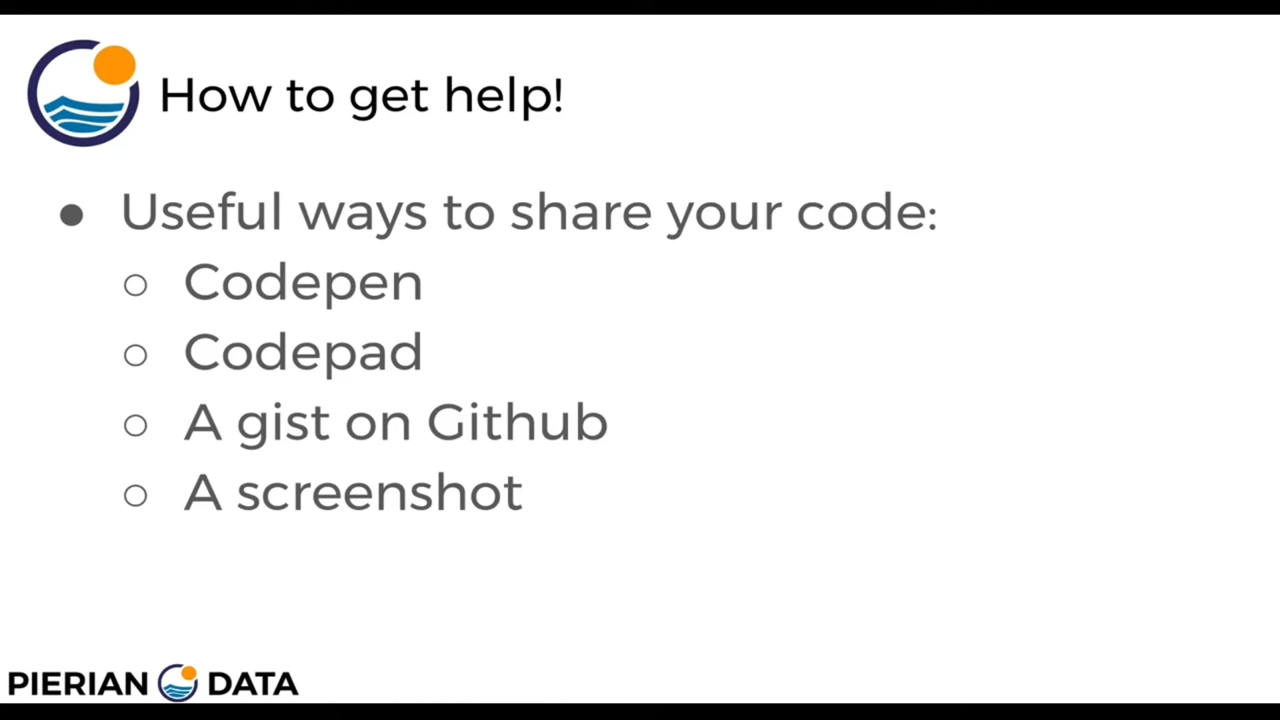 How to get help!
● Useful ways to share your code:
○ Codepen
○ Codepad
○ A gist on Github
○ A screenshot
PIERIAN DATA